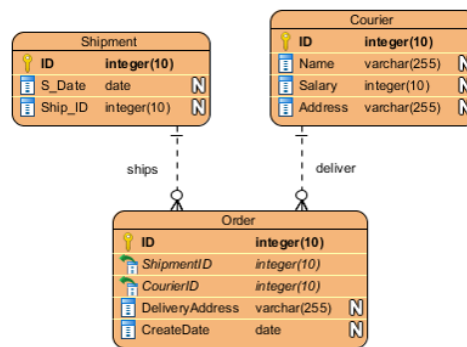 Shipment
ID integer(10)
S_Date date N
Ship_ID integer(10) N
Courier
ID integer(10)
Name varchar(255) N
Salary integer(10) N
Address varchar(255) N
ships
deliver
Order
ID integer(10)
ShipmentID integer(10)
CourierID integer(10)
DeliveryAddress varchar(255) N
CreateDate date N